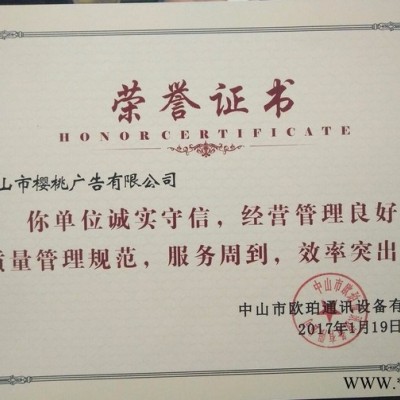 荣誉证书
HONOR CERTIFICATE
山市樱桃广告有限公司
你单位诚实守信，经营管理良好
质量管理规范，服务周到，效率突出
中山市欧珀通讯设备有
2017年1月19日
www.